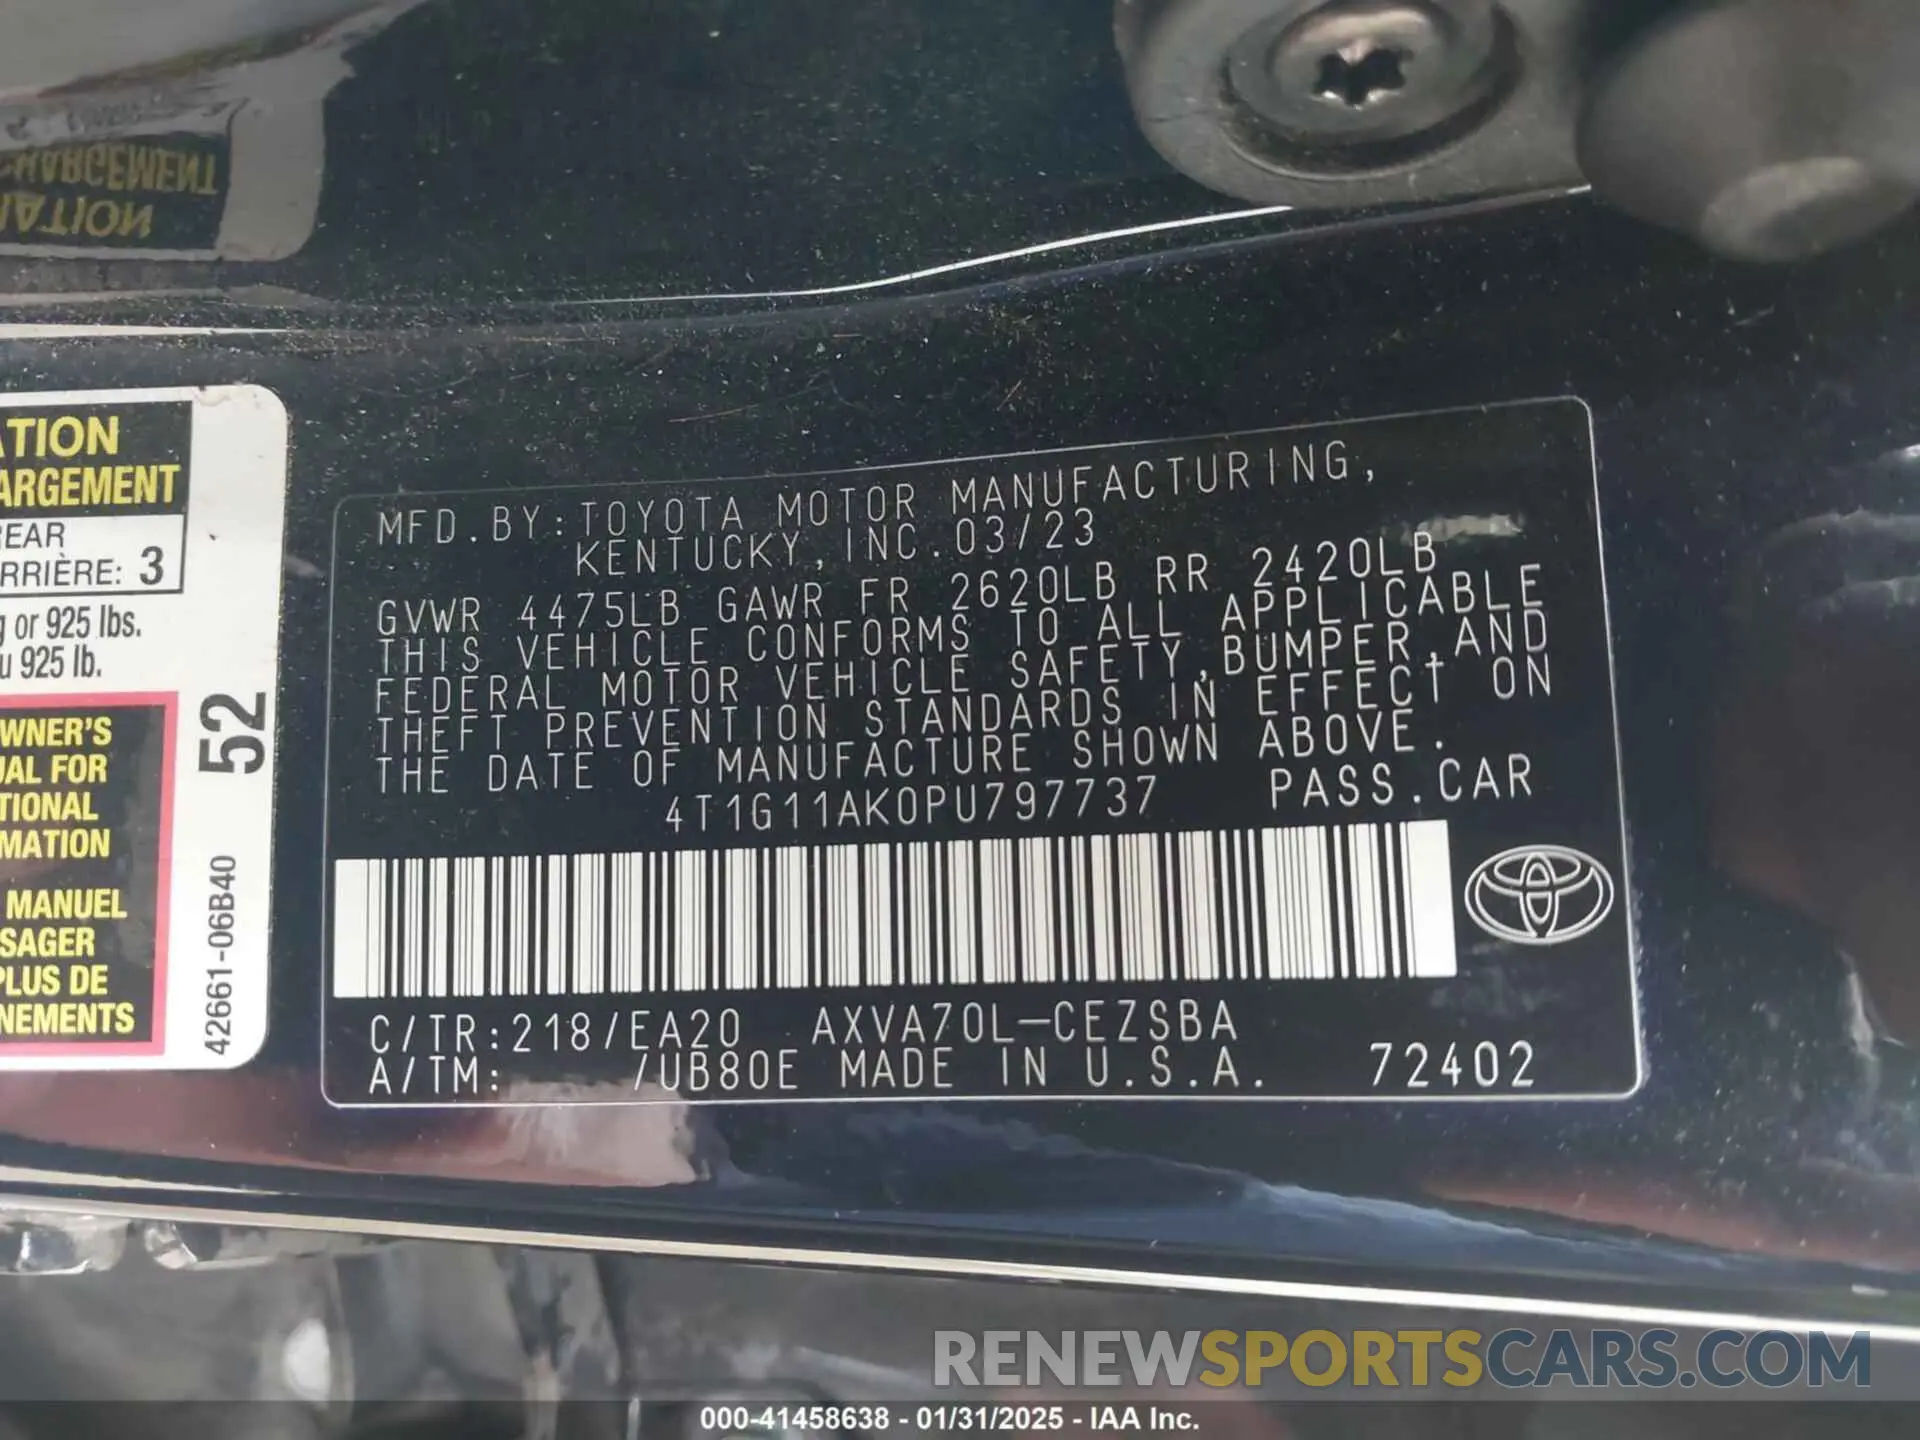 CHARGEMENT
ATION
ATION
ARGEMENT
REAR
RRIÈRE: 3
g or 925 lbs.
u 925 lb.
WNER'S
UAL FOR
TIONAL
MATION
MANUEL
SAGER
PLUS DE
NEMENTS
52
42661-06B40
MFD.BY:TOYOTA MOTOR MANUFACTURING,
KENTUCKY,INC.03/23
GVWR 4475LB GAWR FR 2620LB RR 2420LB
THIS VEHICLE CONFORMS TO ALL APPLICABLE
FEDERAL MOTOR VEHICLE SAFETY,BUMPER,AND
THEFT PREVENTION STANDARDS IN EFFECT ON
THE DATE OF MANUFACTURE SHOWN ABOVE.
4T1G11AK0PU797737 PASS.CAR
C/TR:218/EA20 AXVA70L-CEZSBA
A/TM: /UB80E MADE IN U.S.A. 72402
RENEWSPORTSCARS.COM
000-41458638 - 01/31/2025 - IAA Inc.